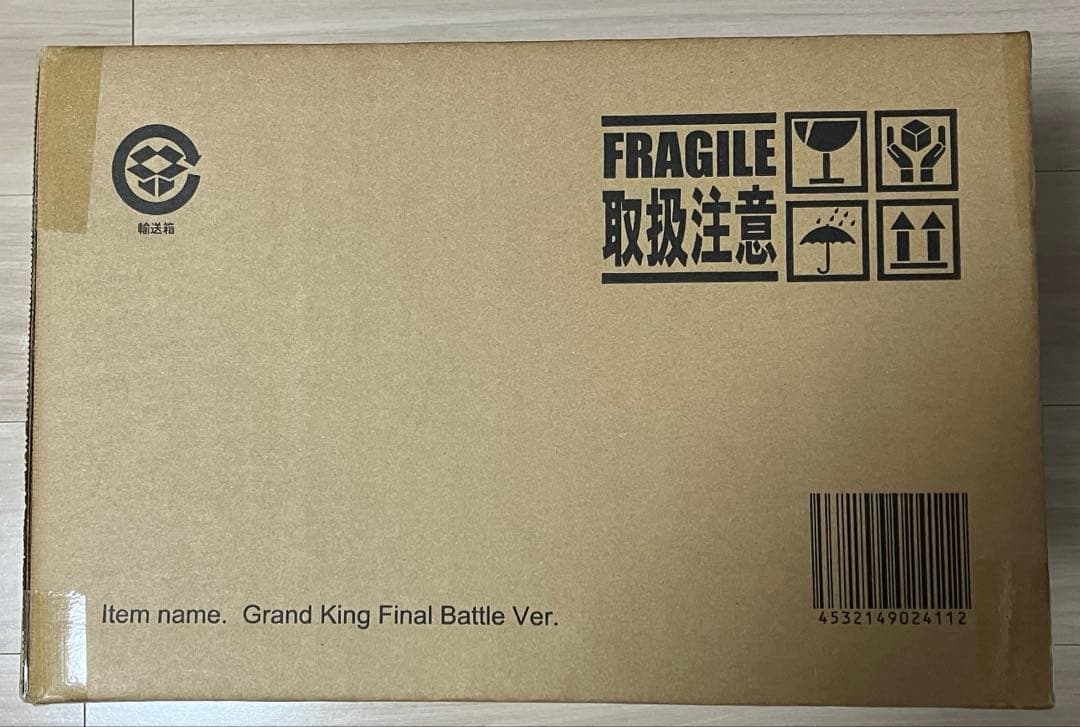 FRAGILE
取扱注意
輸送箱
Item name.  Grand King Final Battle Ver.
4532149024112